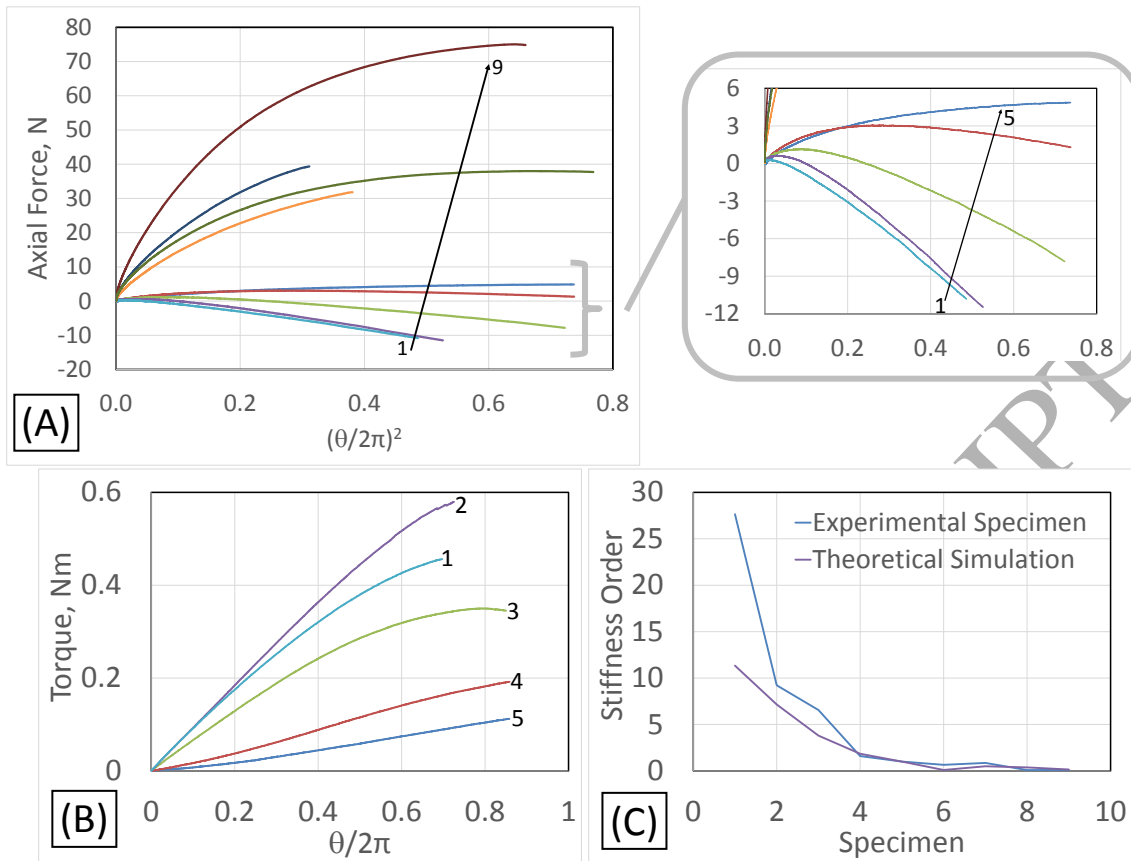 80
70
60
50
40
30
20
10
0
-10
-20
Axial Force, N
9
1
0.0 0.2 0.4 0.6 0.8
(θ/2π)²
(A)
6
3
0
-3
-6
-9
-12
5
1
0.0 0.2 0.4 0.6 0.8
0.6
0.4
0.2
0
Torque, Nm
2
1
3
4
5
0 0.2 0.4 0.6 0.8 1
θ/2π
(B)
30
25
20
15
10
5
0
Stiffness Order
Experimental Specimen
Theoretical Simulation
0 2 4 6 8 10
Specimen
(C)